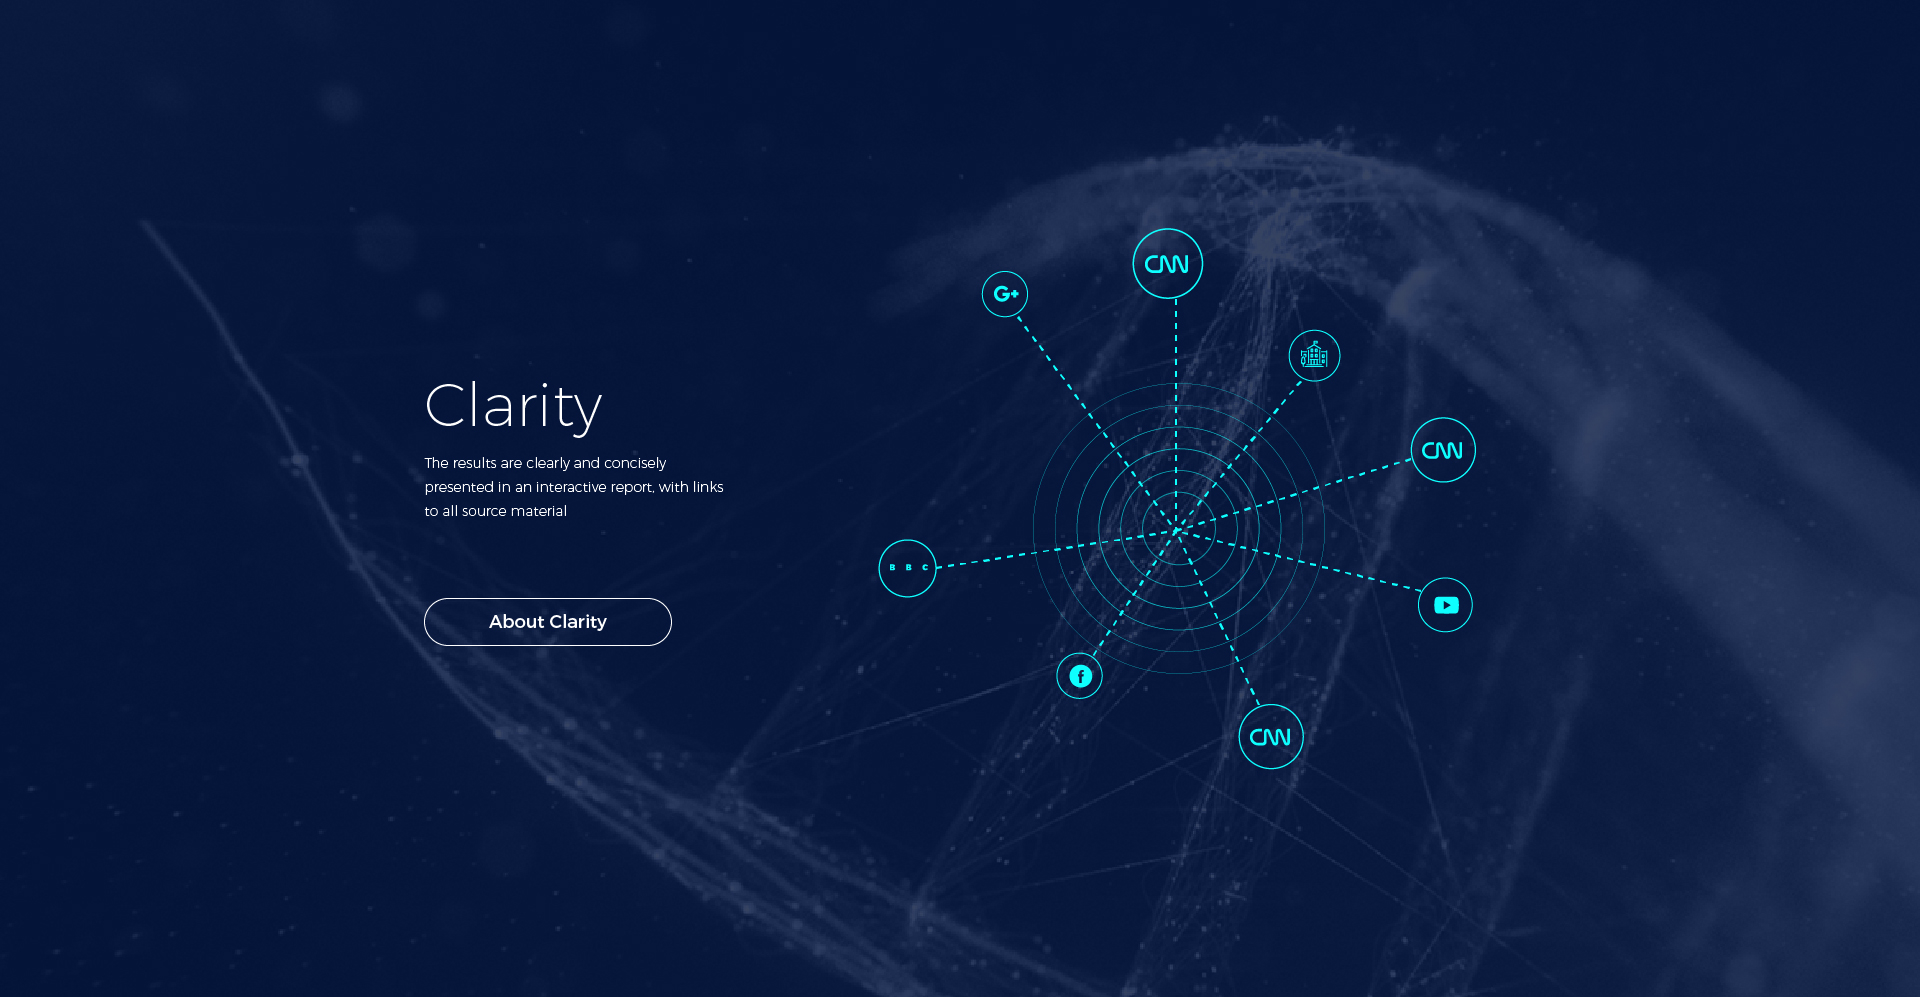 CNN
G+
Clarity
CNN
The results are clearly and concisely
presented in an interactive report, with links
to all source material
B B C
About Clarity
f
CNN